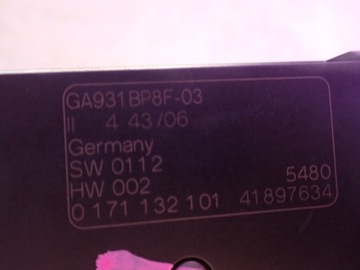 GA931BP8F-03
II 4 43/06
Germany
SW 0112
HW 002 5480
0 171 132 101 41897634